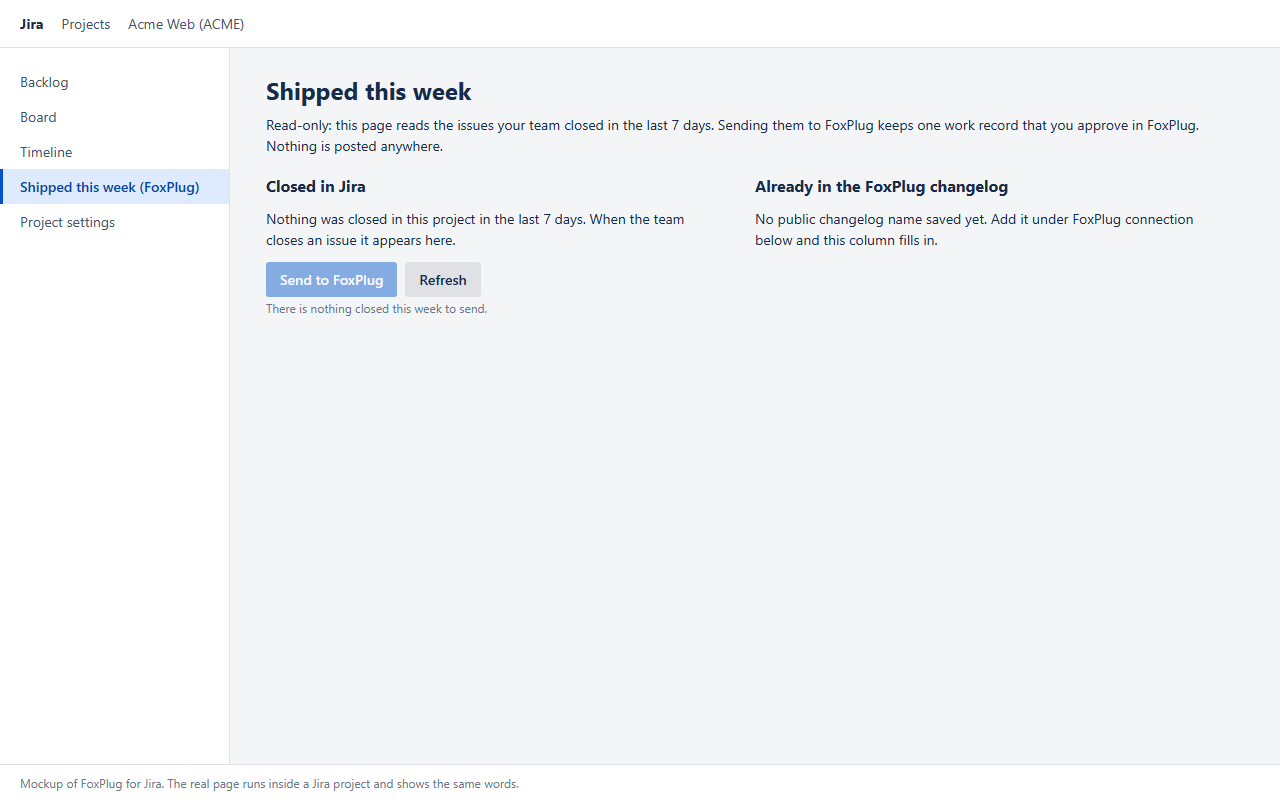 Jira Projects Acme Web (ACME)
Backlog
Board
Timeline
Shipped this week (FoxPlug)
Project settings
Shipped this week
Read-only: this page reads the issues your team closed in the last 7 days. Sending them to FoxPlug keeps one work record that you approve in FoxPlug.
Nothing is posted anywhere.
Closed in Jira
Nothing was closed in this project in the last 7 days. When the team
closes an issue it appears here.
Send to FoxPlug Refresh
There is nothing closed this week to send.
Already in the FoxPlug changelog
No public changelog name saved yet. Add it under FoxPlug connection
below and this column fills in.
Mockup of FoxPlug for Jira. The real page runs inside a Jira project and shows the same words.